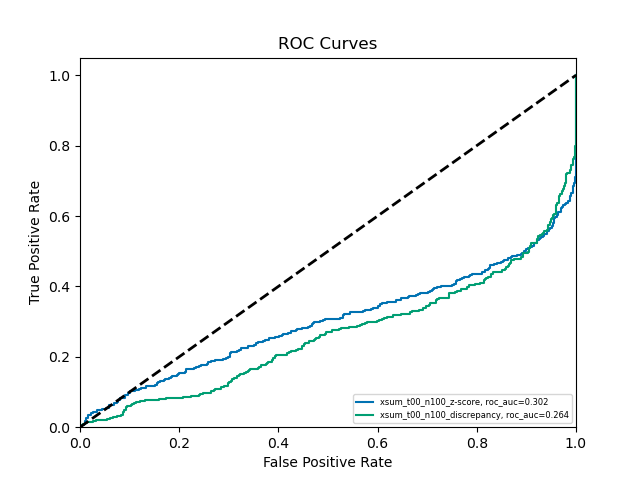 ROC Curves
True Positive Rate
1.0
0.8
0.6
0.4
0.2
0.0
xsum_t00_n100_z-score, roc_auc=0.302
xsum_t00_n100_discrepancy, roc_auc=0.264
0.0 0.2 0.4 0.6 0.8 1.0
False Positive Rate